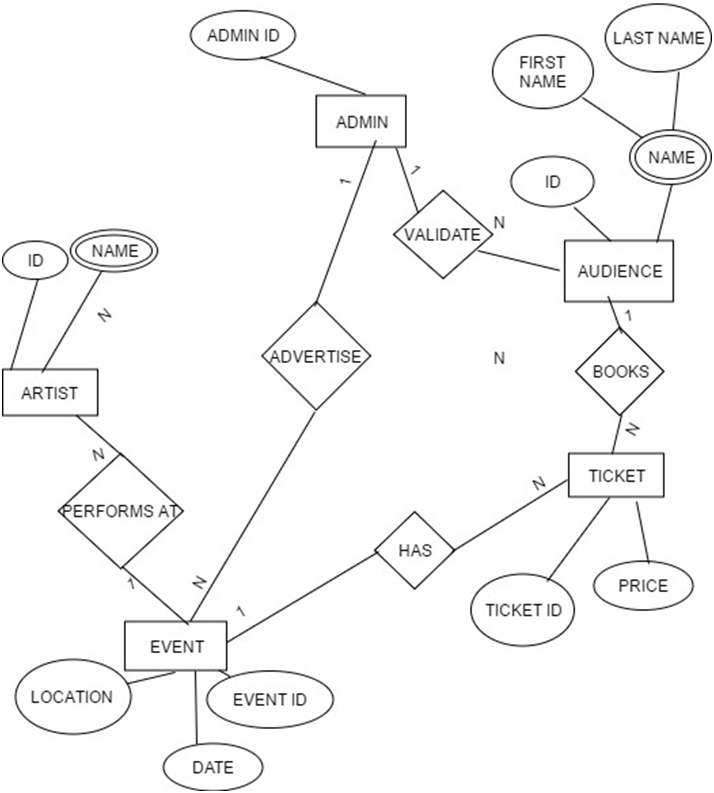 ADMIN ID
LAST NAME
FIRST
NAME
ADMIN
NAME
1
1
ID
VALIDATE
N
ID
NAME
AUDIENCE
N
1
ADVERTISE
N
BOOKS
ARTIST
N
N
TICKET
N
PERFORMS AT
HAS
1
N
1
PRICE
TICKET ID
EVENT
LOCATION
EVENT ID
DATE